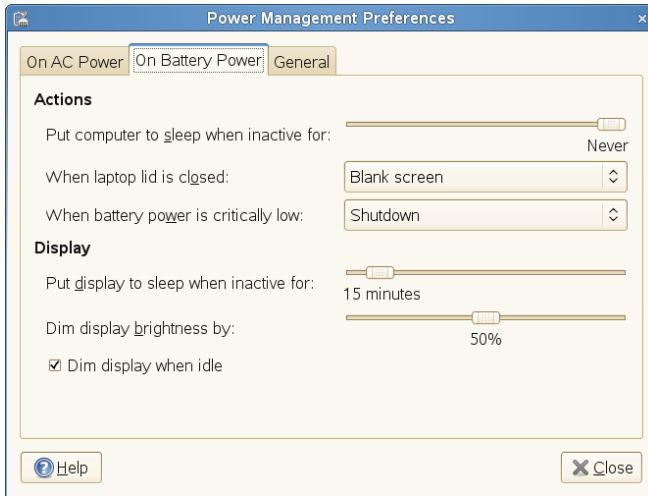 Power Management Preferences
On AC Power On Battery Power General
Actions
Put computer to sleep when inactive for:
Never
When laptop lid is closed: Blank screen
When battery power is critically low: Shutdown
Display
Put display to sleep when inactive for:
15 minutes
Dim display brightness by:
50%
Dim display when idle
Help Close